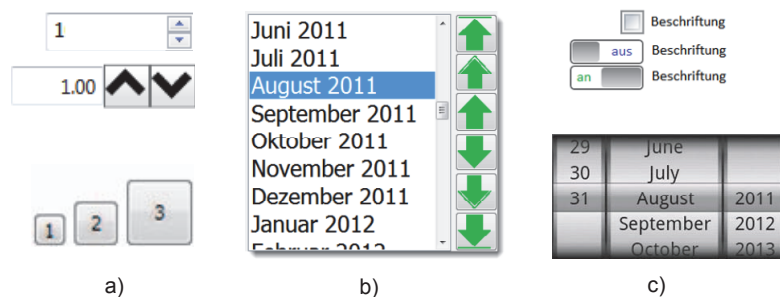 1
1.00
1
2
3
a)
Juni 2011
Juli 2011
August 2011
September 2011
Oktober 2011
November 2011
Dezember 2011
Januar 2012
Februar 2012
b)
Beschriftung
aus Beschriftung
an Beschriftung
29 June
30 July
31 August 2011
September 2012
October 2013
c)